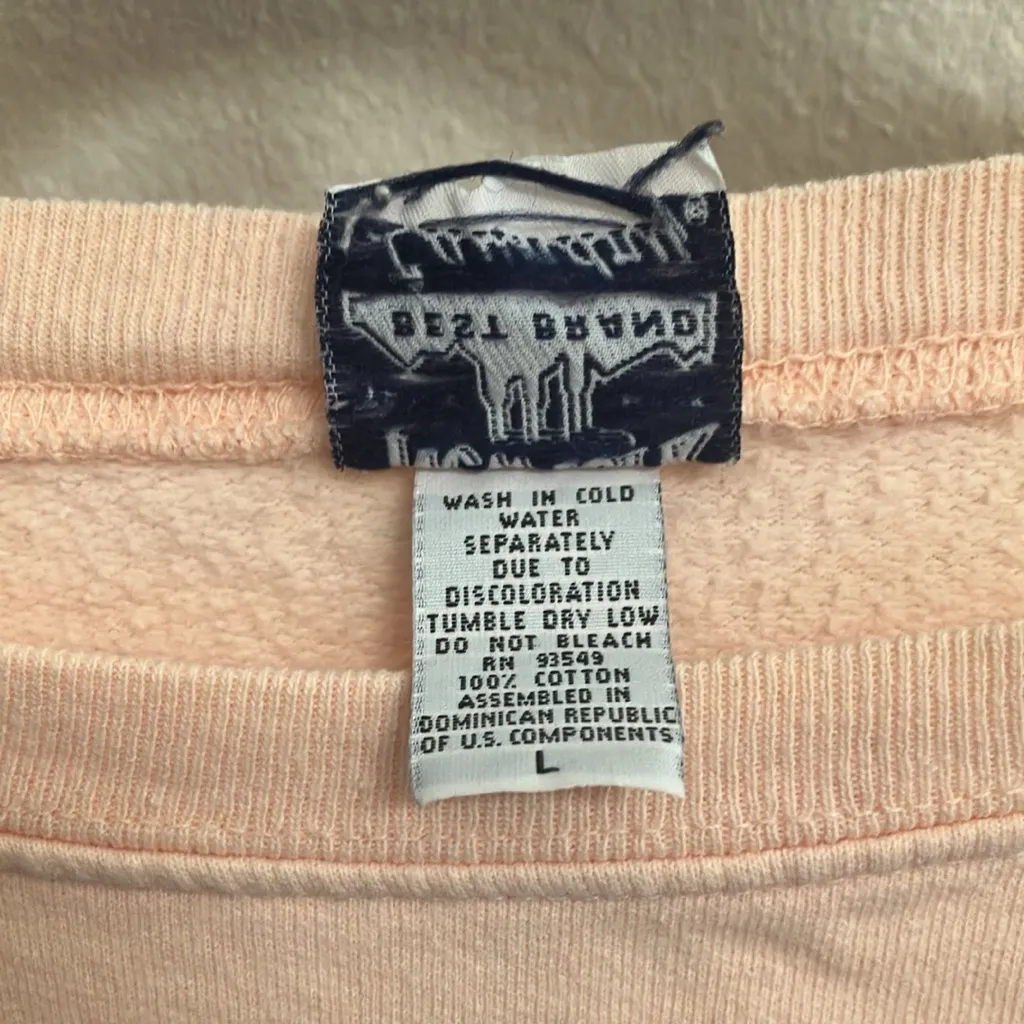 ®
BEST BRAND
WASH IN COLD
WATER
SEPARATELY
DUE TO
DISCOLORATION
TUMBLE DRY LOW
DO NOT BLEACH
RN 93549
100% COTTON
ASSEMBLED IN
DOMINICAN REPUBLIC
OF U.S. COMPONENTS
L